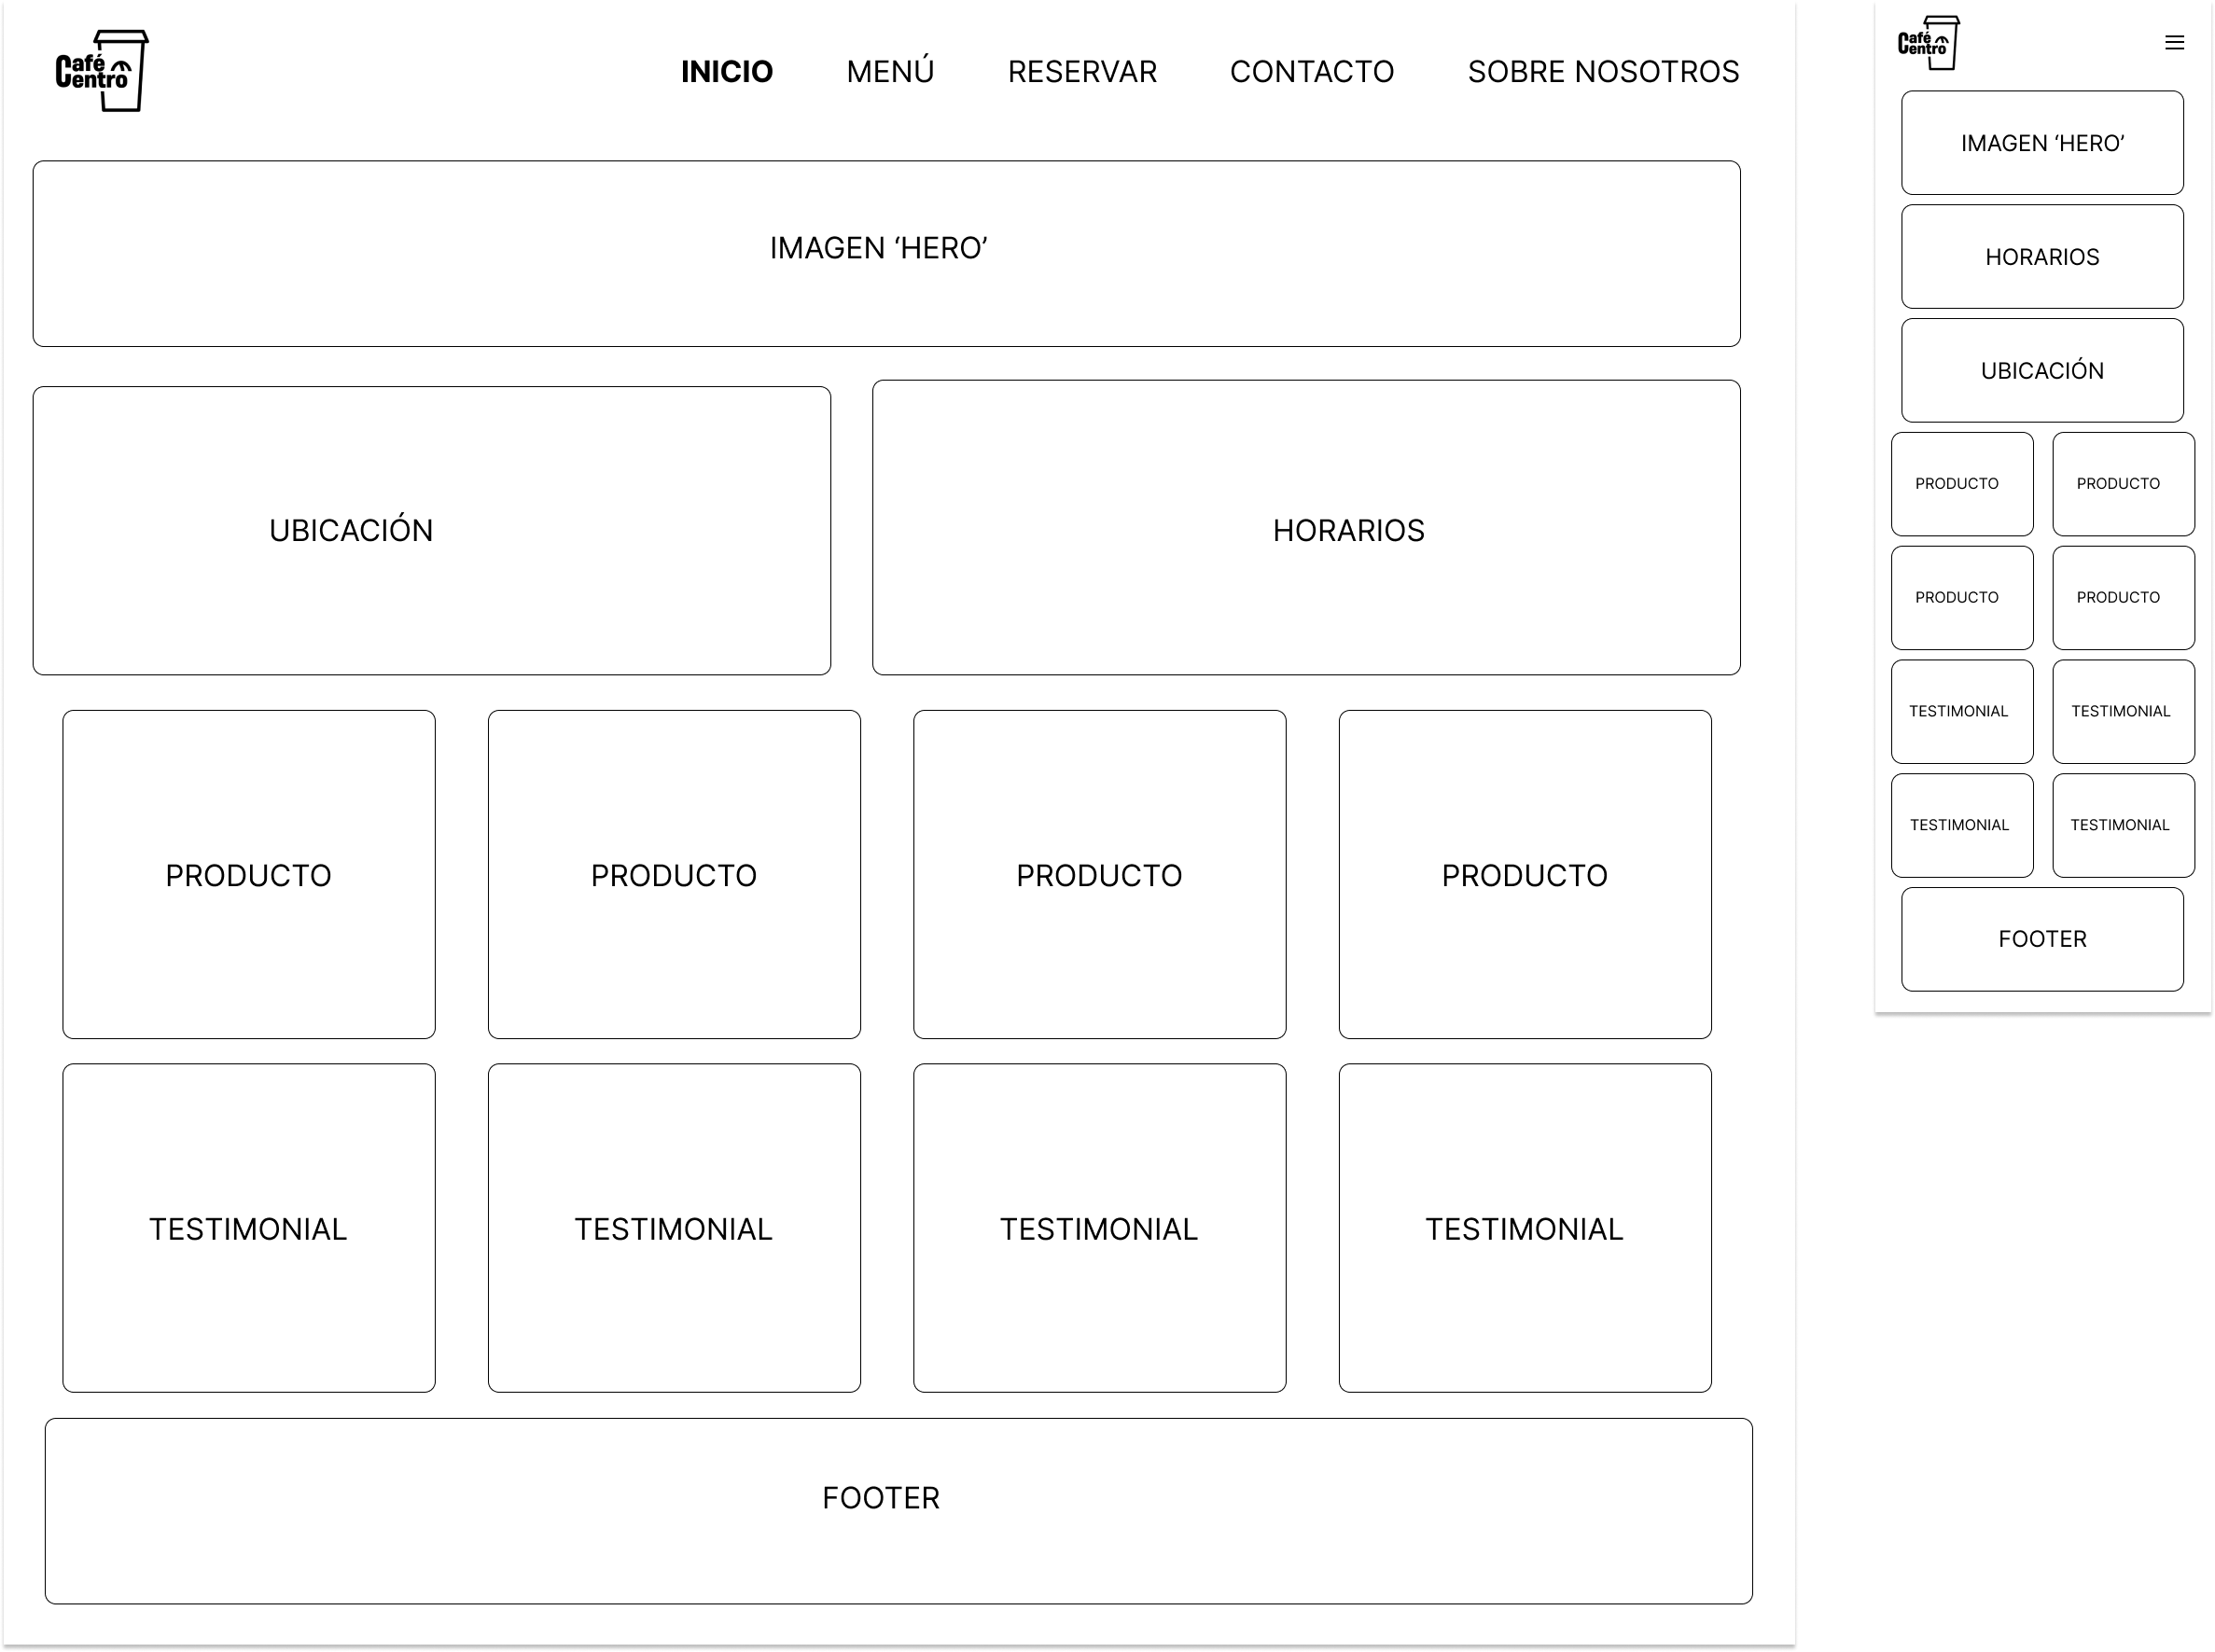 Café
Centro
INICIO MENÚ RESERVAR CONTACTO SOBRE NOSOTROS
IMAGEN ‘HERO’
UBICACIÓN HORARIOS
PRODUCTO PRODUCTO PRODUCTO PRODUCTO
TESTIMONIAL TESTIMONIAL TESTIMONIAL TESTIMONIAL
FOOTER
Café
Centro
IMAGEN ‘HERO’
HORARIOS
UBICACIÓN
PRODUCTO PRODUCTO
PRODUCTO PRODUCTO
TESTIMONIAL TESTIMONIAL
TESTIMONIAL TESTIMONIAL
FOOTER